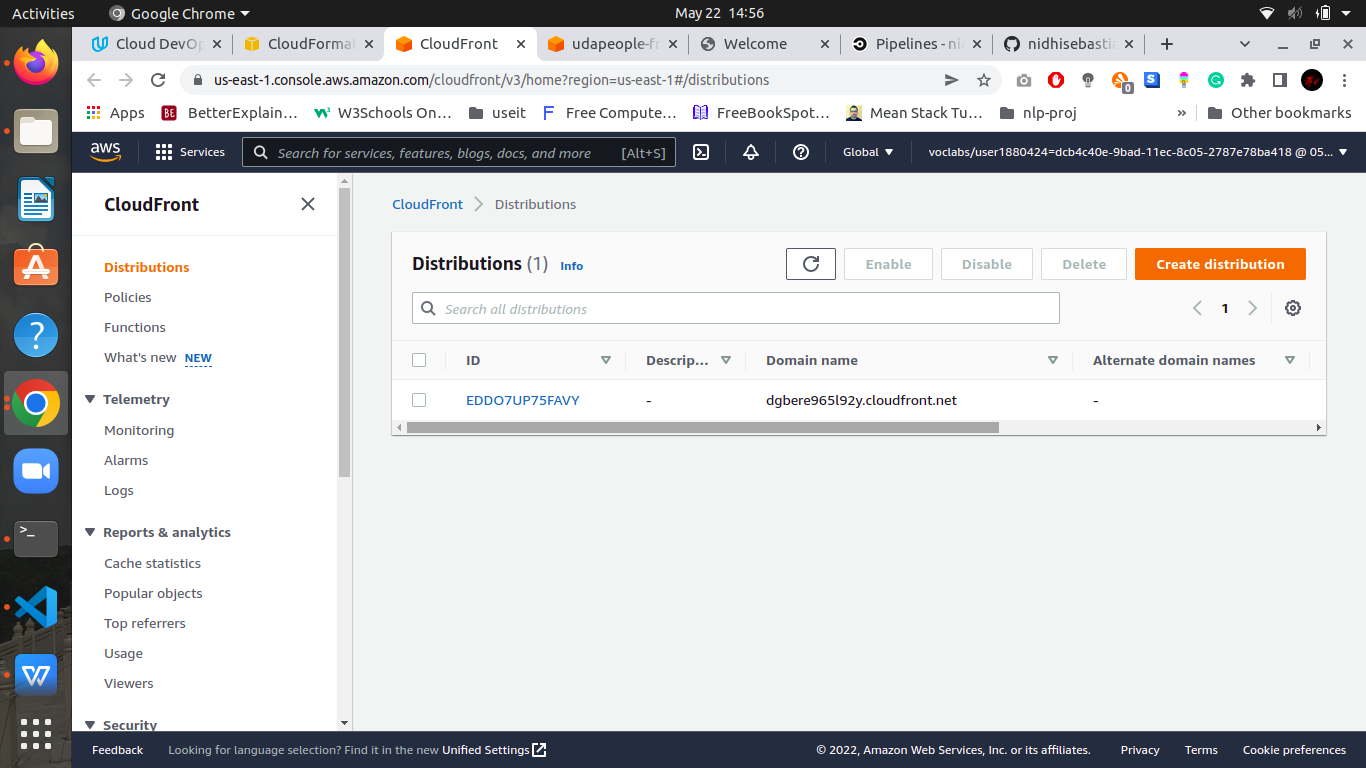 Activities Google Chrome May 22 14:56
Cloud DevOp CloudForma CloudFront udapeople-fr Welcome Pipelines - ni nidhisebastia
us-east-1.console.aws.amazon.com/cloudfront/v3/home?region=us-east-1#/distributions
0
Apps BE BetterExplain… W3Schools On… useit F Free Compute… FreeBookSpot… Mean Stack Tu… nlp-proj » Other bookmarks
aws Services Search for services, features, blogs, docs, and more [Alt+S] Global voclabs/user1880424=dcb4c40e-9bad-11ec-8c05-2787e78ba418 @ 05...
CloudFront
Distributions
Policies
Functions
What's new NEW
Telemetry
Monitoring
Alarms
Logs
Reports & analytics
Cache statistics
Popular objects
Top referrers
Usage
Viewers
Security
CloudFront Distributions
Distributions (1) Info Enable Disable Delete Create distribution
Search all distributions 1
ID Descrip... Domain name Alternate domain names
EDDO7UP75FAVY - dgbere965l92y.cloudfront.net -
Feedback Looking for language selection? Find it in the new Unified Settings © 2022, Amazon Web Services, Inc. or its affiliates. Privacy Terms Cookie preferences